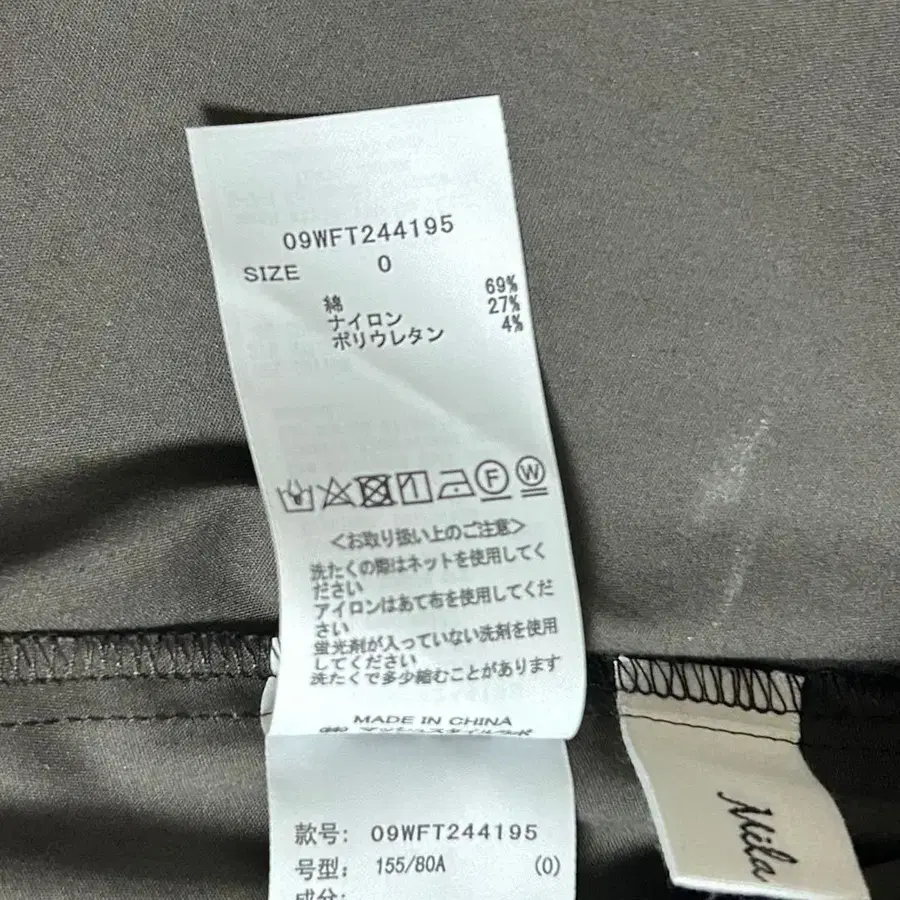 09WFT244195
SIZE 0
綿 69%
ナイロン 27%
ポリウレタン 4%
F W
<お取り扱い上のご注意>
洗たくの際はネットを使用してく
ださい
アイロンはあて布を使用してくだ
さい
蛍光剤が入っていない洗剤を使用
してください
洗たくで多少縮むことがあります
MADE IN CHINA
款号: 09WFT244195
号型: 155/80A (0)
成分:
Mila